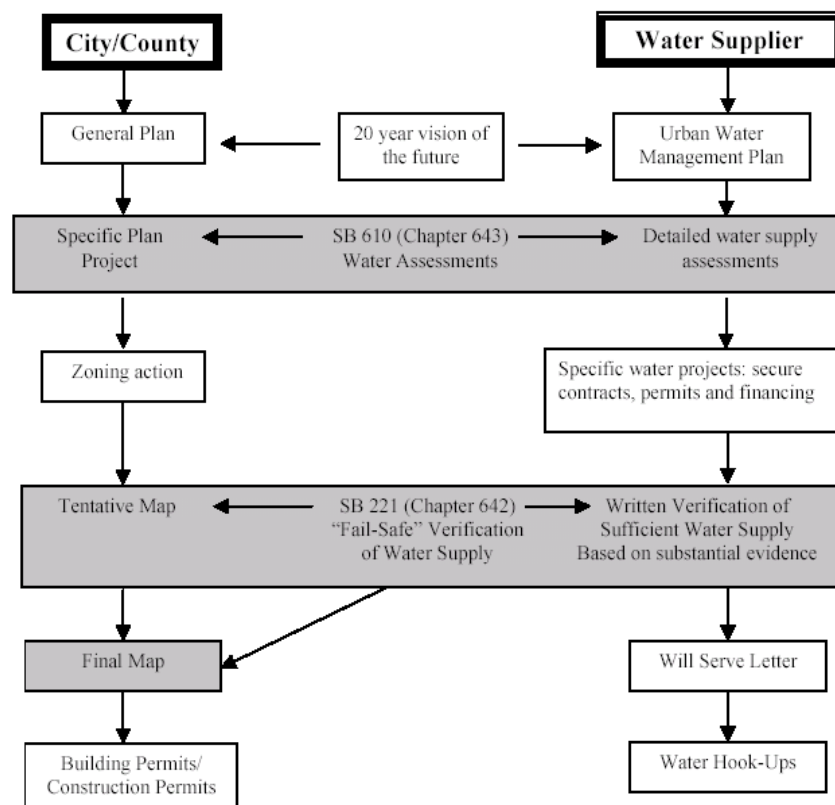 City/County
Water Supplier
General Plan
20 year vision of
the future
Urban Water
Management Plan
Specific Plan
Project
SB 610 (Chapter 643)
Water Assessments
Detailed water supply
assessments
Zoning action
Specific water projects: secure
contracts, permits and financing
Tentative Map
SB 221 (Chapter 642)
“Fail-Safe” Verification
of Water Supply
Written Verification of
Sufficient Water Supply
Based on substantial evidence
Final Map
Will Serve Letter
Building Permits/
Construction Permits
Water Hook-Ups